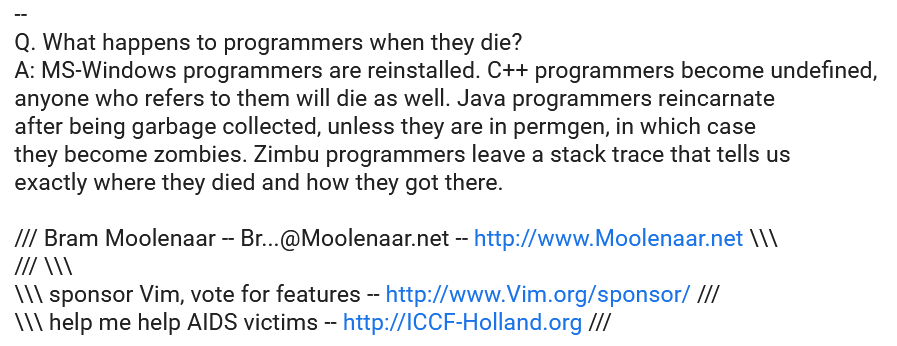 --
Q. What happens to programmers when they die?
A: MS-Windows programmers are reinstalled. C++ programmers become undefined,
anyone who refers to them will die as well. Java programmers reincarnate
after being garbage collected, unless they are in permgen, in which case
they become zombies. Zimbu programmers leave a stack trace that tells us
exactly where they died and how they got there.
/// Bram Moolenaar -- Br...@Moolenaar.net -- http://www.Moolenaar.net \\\
/// \\\
\\\ sponsor Vim, vote for features -- http://www.Vim.org/sponsor/ ///
\\\ help me help AIDS victims -- http://ICCF-Holland.org ///